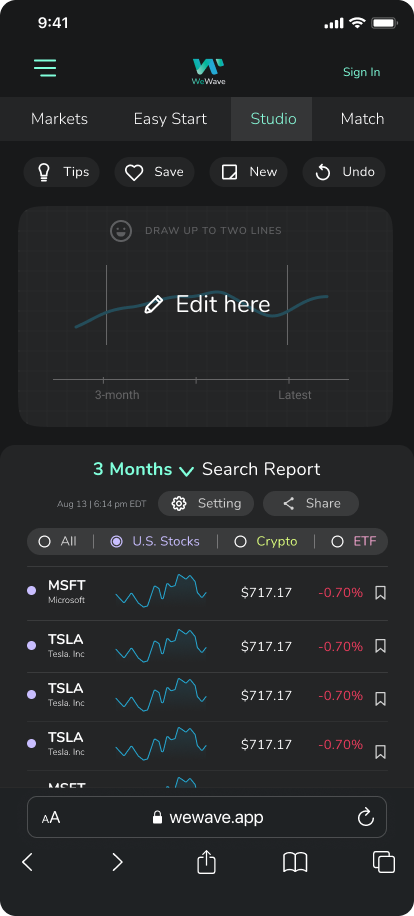 9:41
WeWave
Sign In
Markets Easy Start Studio Match
Tips Save New Undo
DRAW UP TO TWO LINES
Edit here
3-month Latest
3 Months Search Report
Aug 13 | 6:14 pm EDT Setting Share
All U.S. Stocks Crypto ETF
MSFT
Microsoft
$717.17 -0.70%
TSLA
Tesla. Inc
$717.17 -0.70%
TSLA
Tesla. Inc
$717.17 -0.70%
TSLA
Tesla. Inc
$717.17 -0.70%
MSFT
AA wewave.app